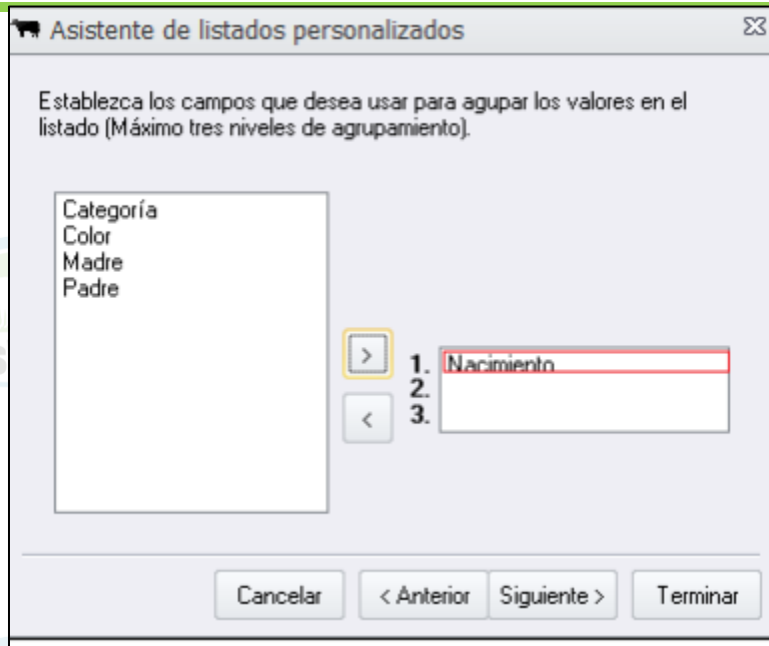 Asistente de listados personalizados
Establezca los campos que desea usar para agupar los valores en el
listado (Máximo tres niveles de agrupamiento).
Categoría
Color
Madre
Padre
>
<
1. Nacimiento
2.
3.
Cancelar
< Anterior
Siguiente >
Terminar